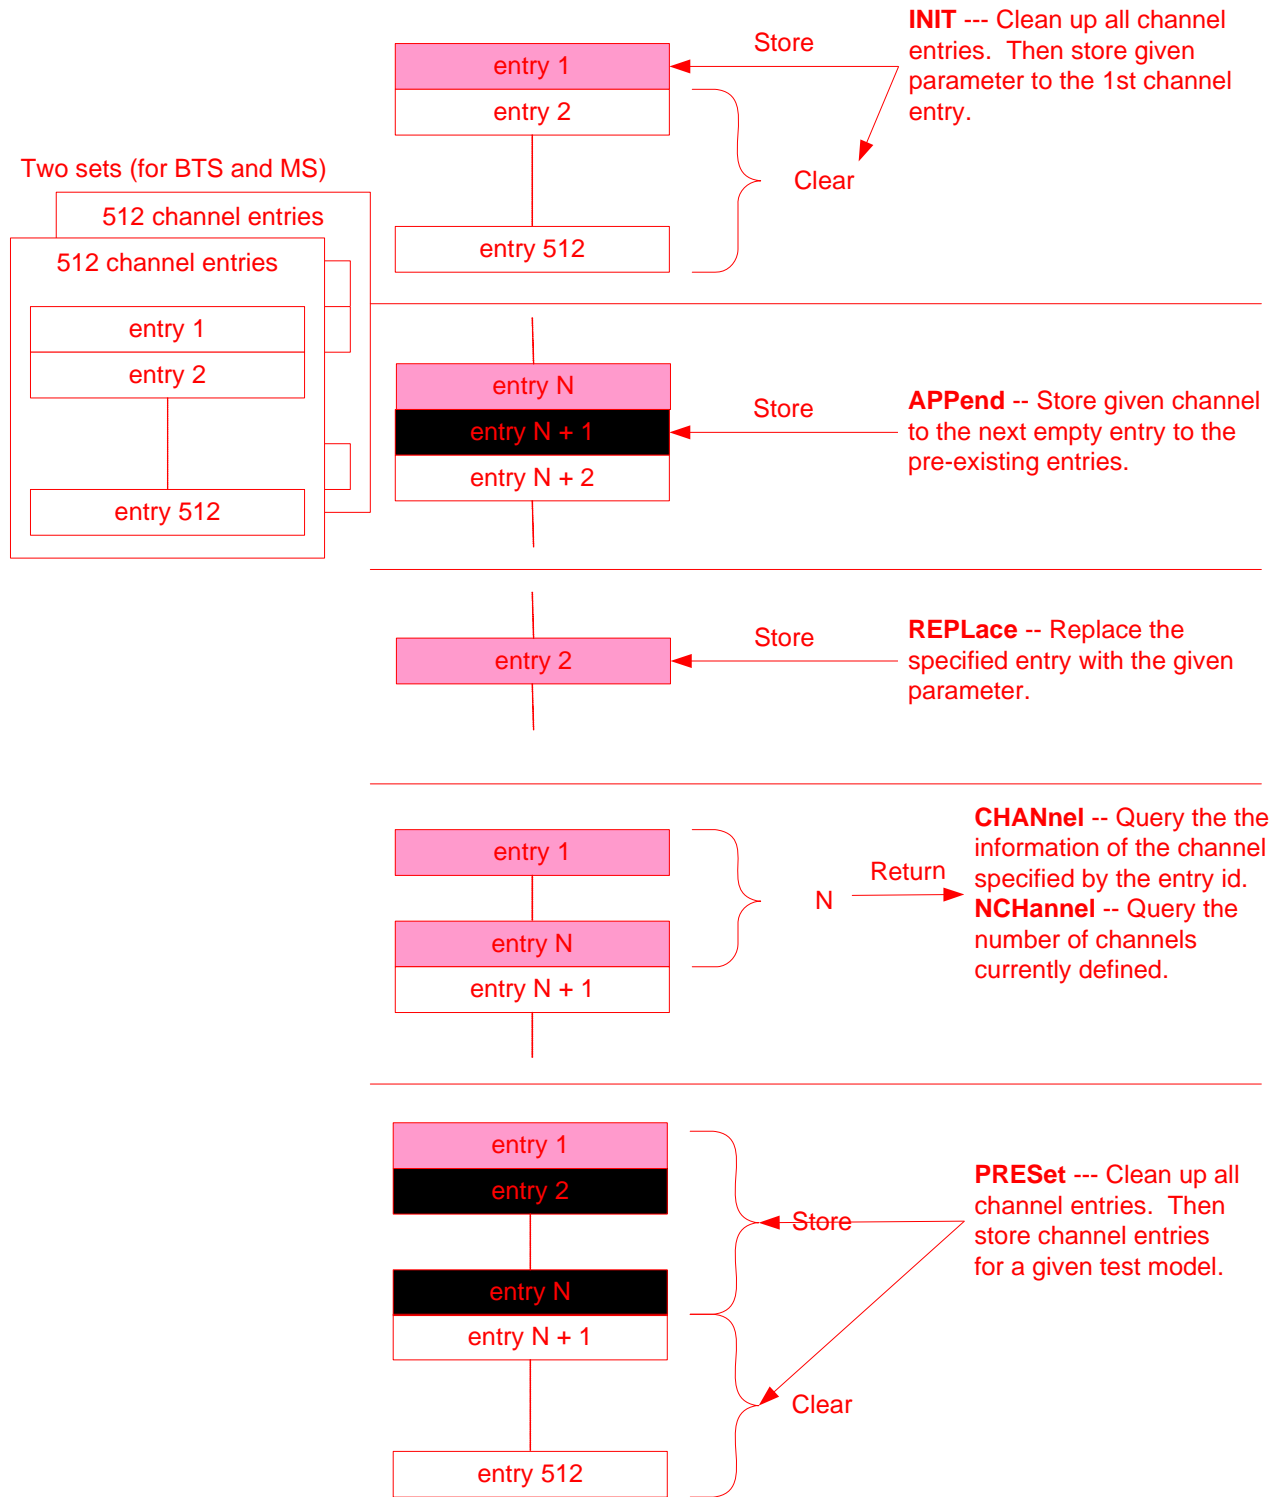 Two sets (for BTS and MS)
512 channel entries
512 channel entries
entry 1
entry 2
entry 512
entry 1
entry 2
entry 512
Store
Clear
INIT --- Clean up all channel
entries.  Then store given
parameter to the 1st channel
entry.
entry N
entry N + 1
entry N + 2
Store
APPend -- Store given channel
to the next empty entry to the
pre-existing entries.
entry 2
Store
REPLace -- Replace the
specified entry with the given
parameter.
entry 1
entry N
entry N + 1
N
Return
CHANnel -- Query the the
information of the channel
specified by the entry id.
NCHannel -- Query the
number of channels
currently defined.
entry 1
entry 2
entry N
entry N + 1
entry 512
Store
Clear
PRESet --- Clean up all
channel entries.  Then
store channel entries
for a given test model.